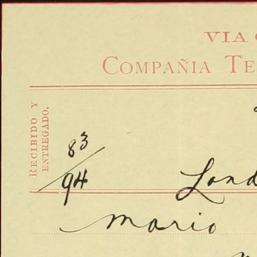 VIA
COMPAÑIA TE
RECIBIDO Y
ENTREGADO.
83/94
Lond
Mario